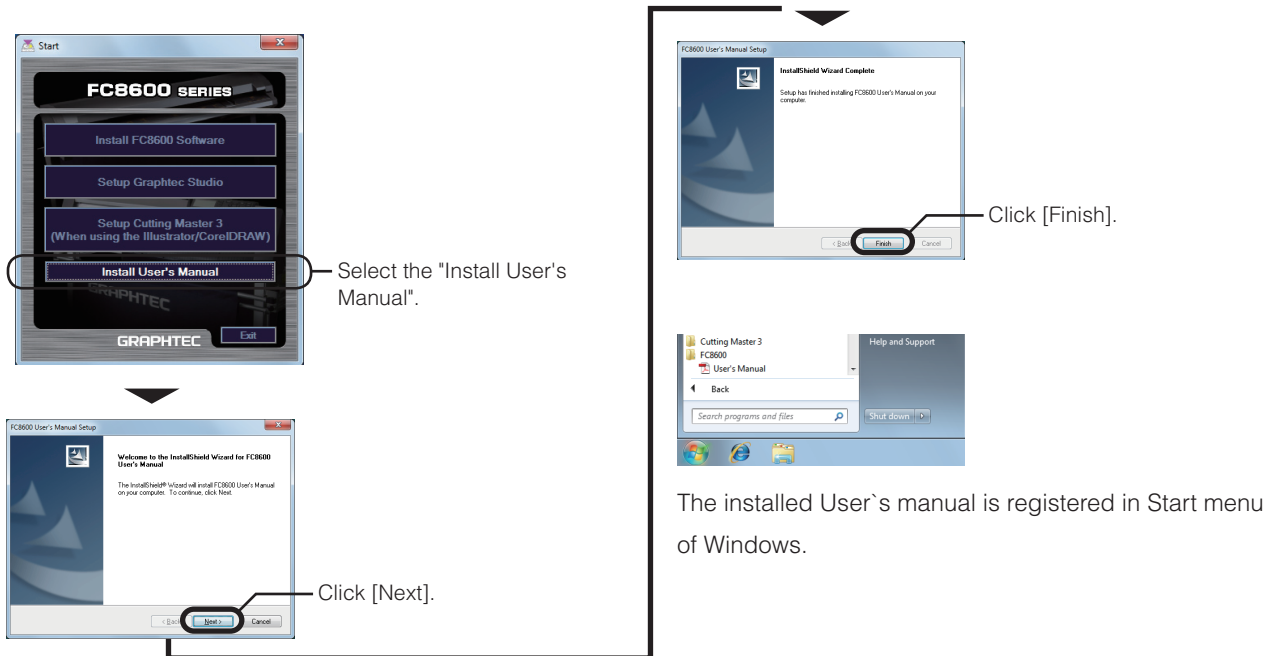 Start
FC8600 SERIES
Install FC8600 Software
Setup Graphtec Studio
Setup Cutting Master 3
(When using the Illustrator/CorelDRAW)
Install User's Manual
GRAPHTEC
GRAPHTEC
Exit
Select the "Install User's
Manual".
FC8600 User's Manual Setup
Welcome to the InstallShield Wizard for FC8600
User's Manual
The InstallShield® Wizard will install FC8600 User's Manual
on your computer. To continue, click Next.
< Back
Next >
Cancel
Click [Next].
FC8600 User's Manual Setup
InstallShield Wizard Complete
Setup has finished installing FC8600 User's Manual on your
computer.
< Back
Finish
Cancel
Click [Finish].
Cutting Master 3
FC8600
User's Manual
Back
Search programs and files
Help and Support
Shut down
The installed User`s manual is registered in Start menu
of Windows.